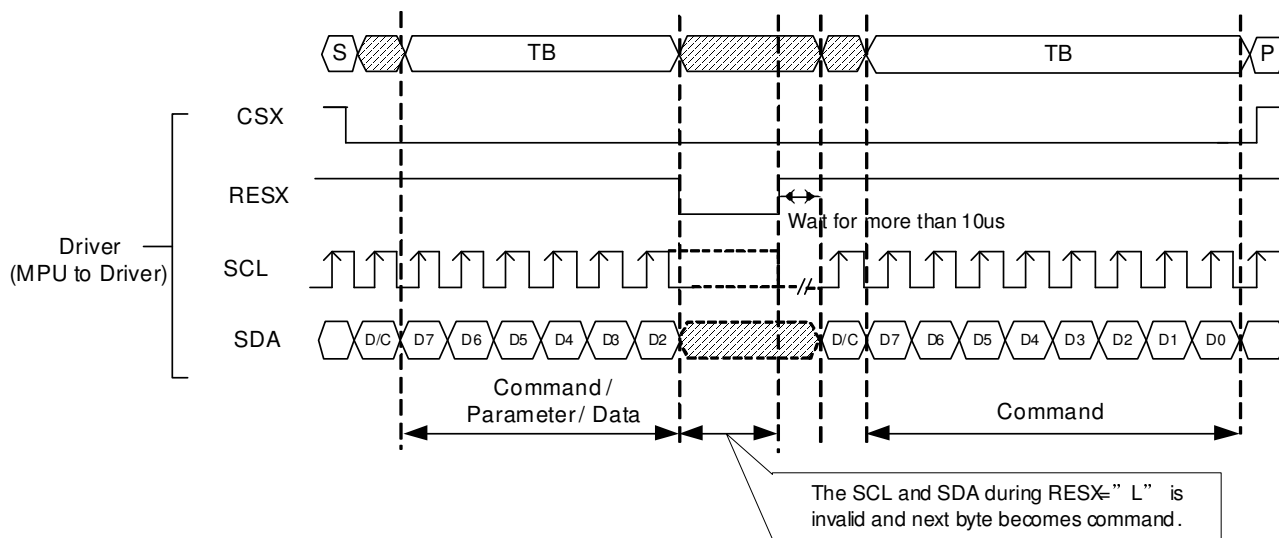 S TB TB P
CSX
RESX
Wait for more than 10us
Driver
(MPU to Driver)
SCL
//
SDA D/C D7 D6 D5 D4 D3 D2 D/C D7 D6 D5 D4 D3 D2 D1 D0
Command /
Parameter / Data
Command
The SCL and SDA during RESX=” L” is
invalid and next byte becomes command.